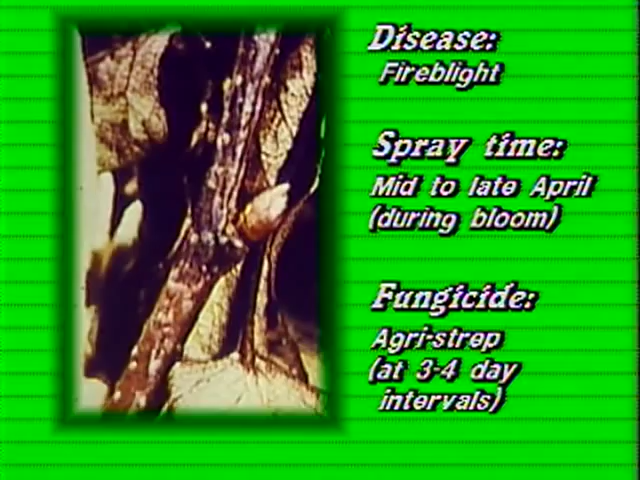 Disease:
Fireblight
Spray time:
Mid to late April
(during bloom)
Fungicide:
Agri-strep
(at 3-4 day
intervals)